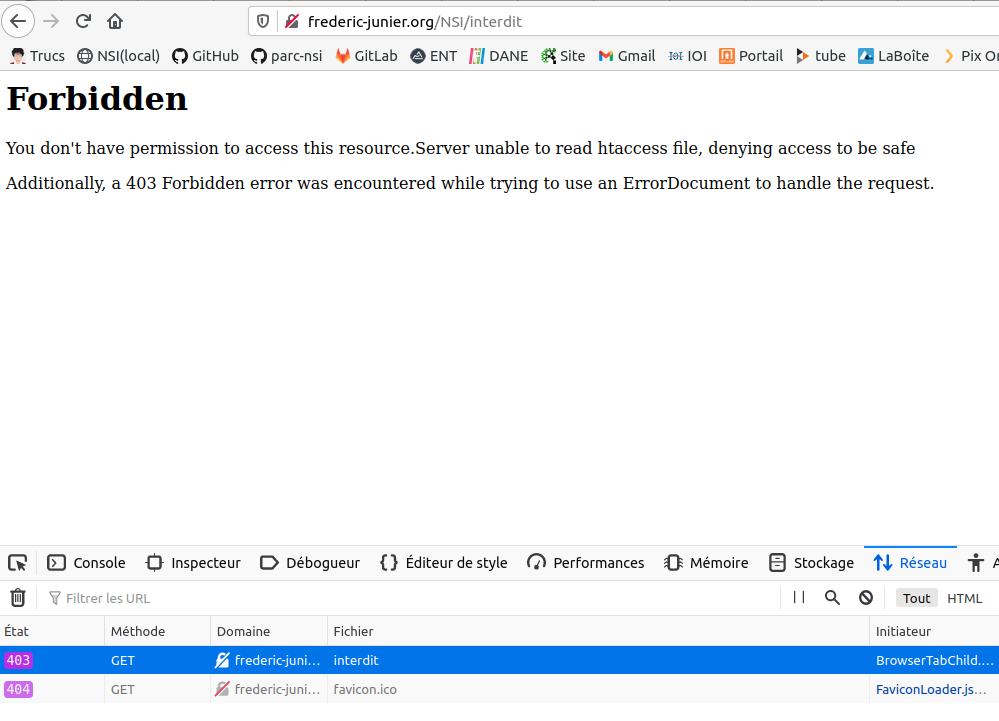 frederic-junier.org/NSI/interdit
Trucs NSI(local) GitHub parc-nsi GitLab ENT DANE Site Gmail IOI IOI Portail tube LaBoîte Pix Or
Forbidden
You don't have permission to access this resource.Server unable to read htaccess file, denying access to be safe
Additionally, a 403 Forbidden error was encountered while trying to use an ErrorDocument to handle the request.
Console Inspecteur Débogueur {} Éditeur de style Performances Mémoire Stockage Réseau A
Filtrer les URL Tout HTML
État Méthode Domaine Fichier Initiateur
403 GET frederic-juni... interdit BrowserTabChild....
404 GET frederic-juni... favicon.ico FaviconLoader.js...